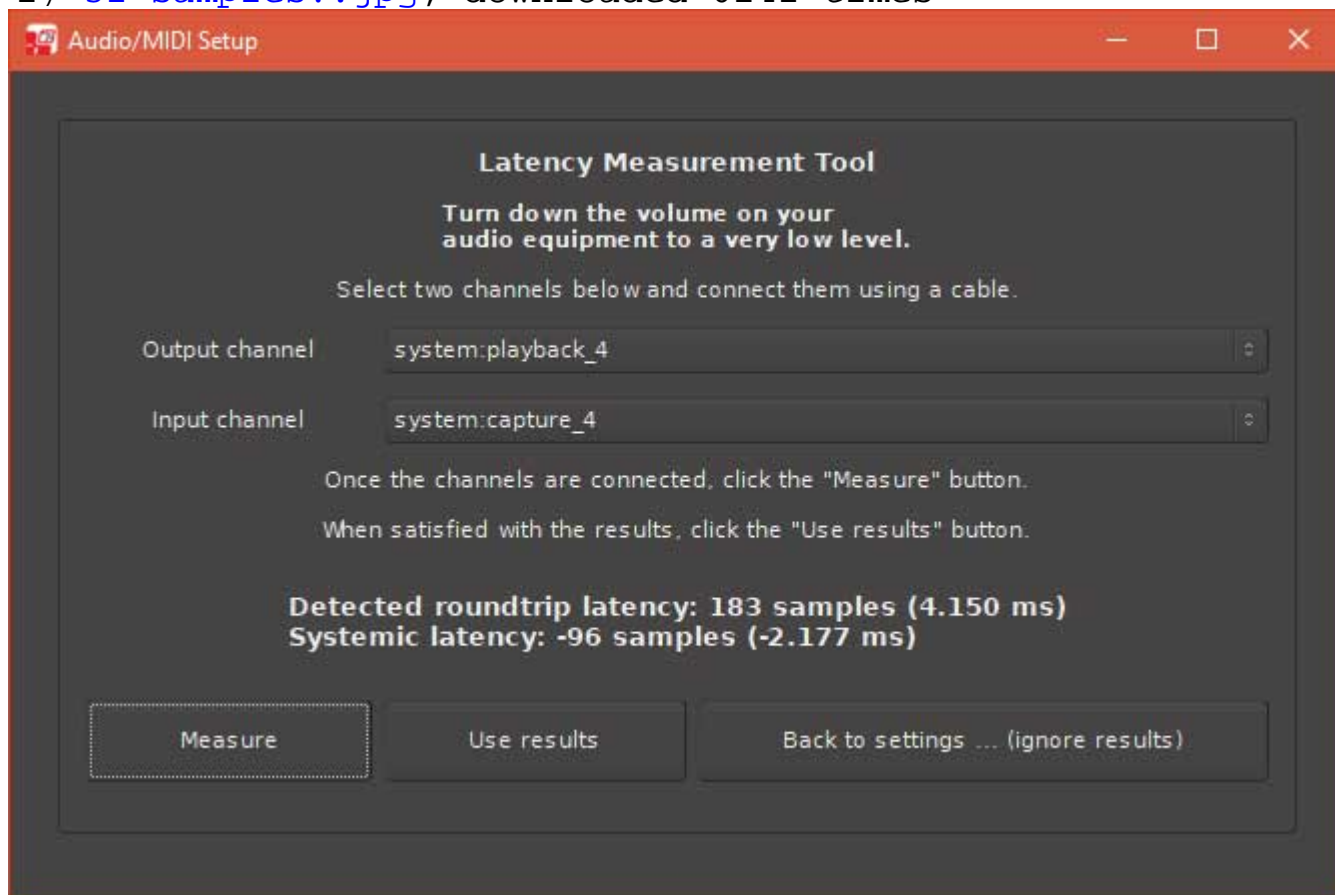 Audio/MIDI Setup
Latency Measurement Tool
Turn down the volume on your
audio equipment to a very low level.
Select two channels below and connect them using a cable.
Output channel system:playback_4
Input channel system:capture_4
Once the channels are connected, click the "Measure" button.
When satisfied with the results, click the "Use results" button.
Detected roundtrip latency: 183 samples (4.150 ms)
Systemic latency: -96 samples (-2.177 ms)
Measure Use results Back to settings ... (ignore results)